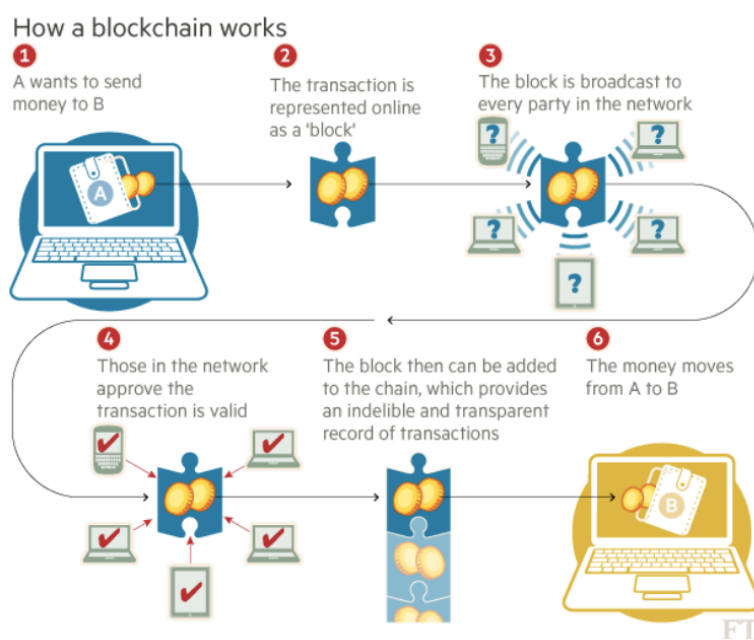 How a blockchain works
1
A wants to send
money to B
2
The transaction is
represented online
as a 'block'
3
The block is broadcast to
every party in the network
A
?
?
?
?
?
4
Those in the network
approve the
transaction is valid
5
The block then can be added
to the chain, which provides
an indelible and transparent
record of transactions
6
The money moves
from A to B
B
FT